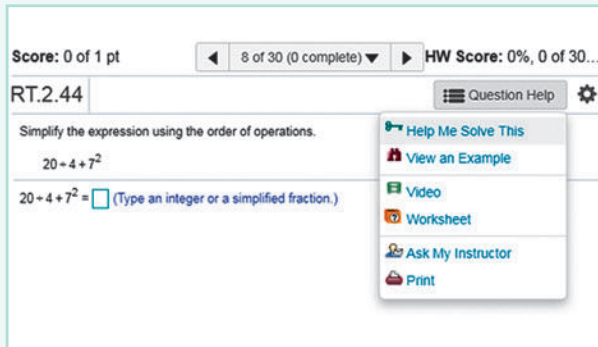 Score: 0 of 1 pt
8 of 30 (0 complete)
HW Score: 0%, 0 of 30...
RT.2.44
Question Help
Simplify the expression using the order of operations.
20÷4+7²
20÷4+7² = (Type an integer or a simplified fraction.)
Help Me Solve This
View an Example
Video
Worksheet
Ask My Instructor
Print